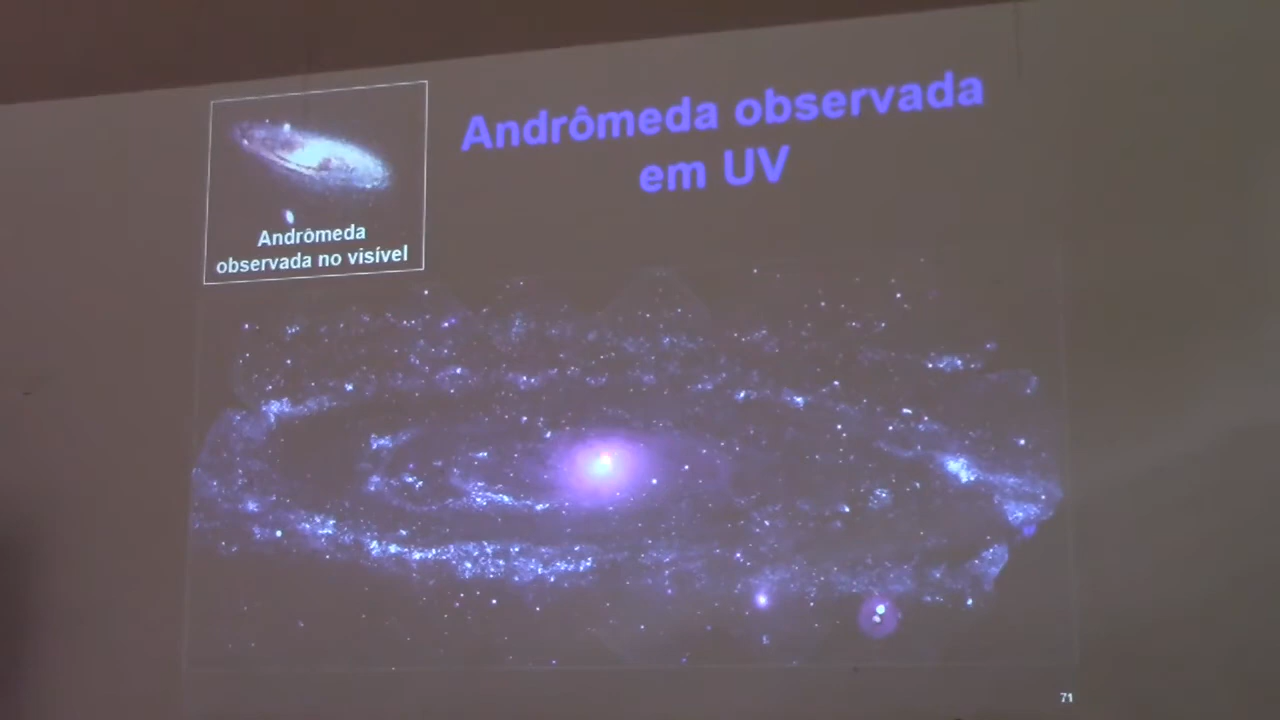 Andrômeda observada
em UV
Andrômeda
observada no visível
71